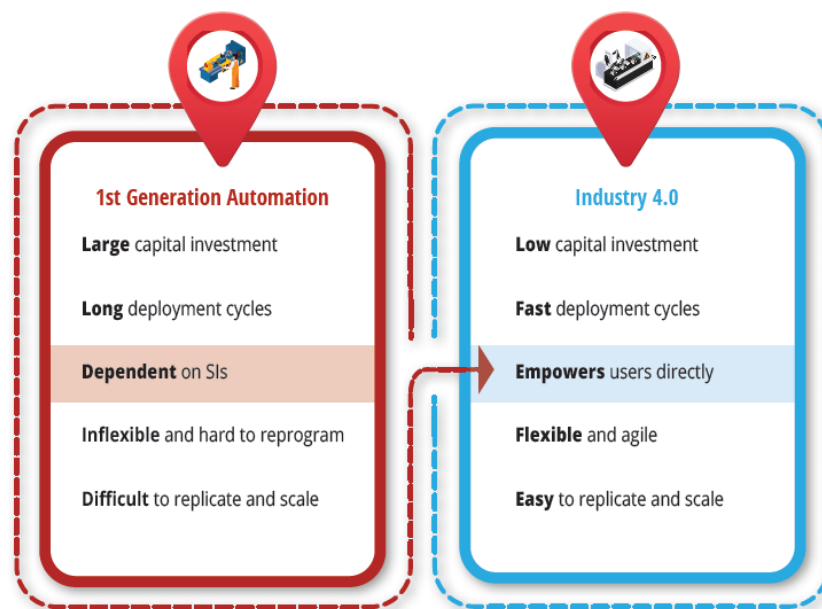 1st Generation Automation
Large capital investment
Long deployment cycles
Dependent on SIs
Inflexible and hard to reprogram
Difficult to replicate and scale
Industry 4.0
Low capital investment
Fast deployment cycles
Empowers users directly
Flexible and agile
Easy to replicate and scale